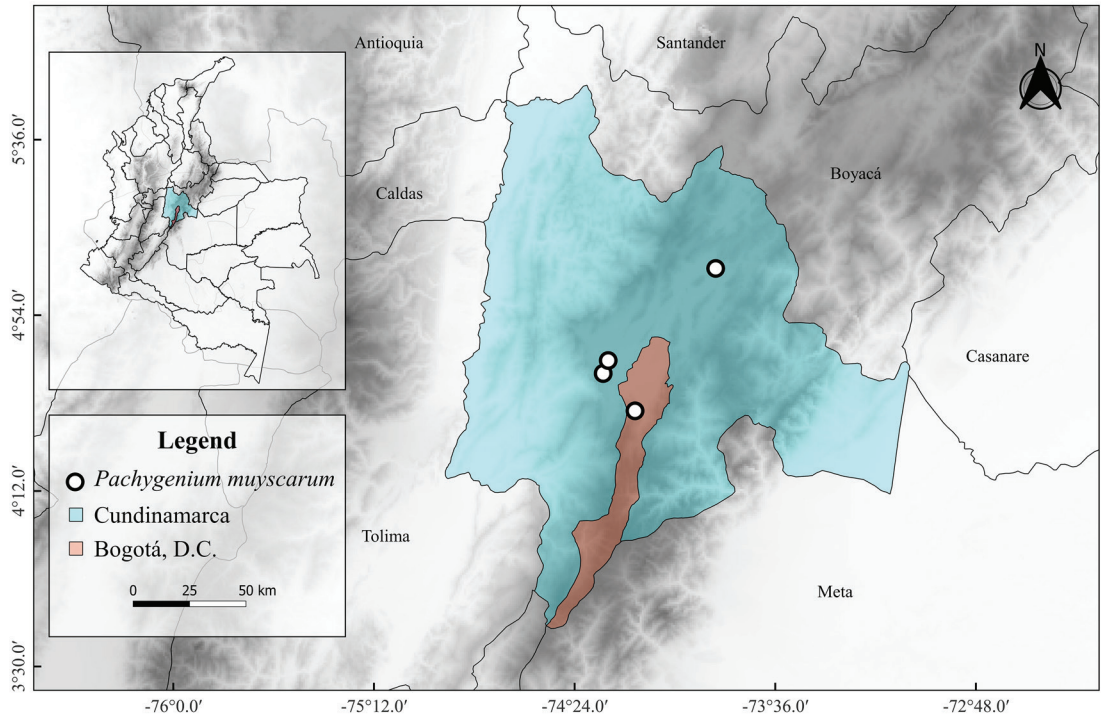 Antioquia
Santander
N
Caldas
Boyacá
Casanare
Tolima
Meta
Legend
Pachygenium muyscarum
Cundinamarca
Bogotá, D.C.
0 25 50 km
5°36.0'
4°54.0'
4°12.0'
3°30.0'
-76°0.0' -75°12.0' -74°24.0' -73°36.0' -72°48.0'